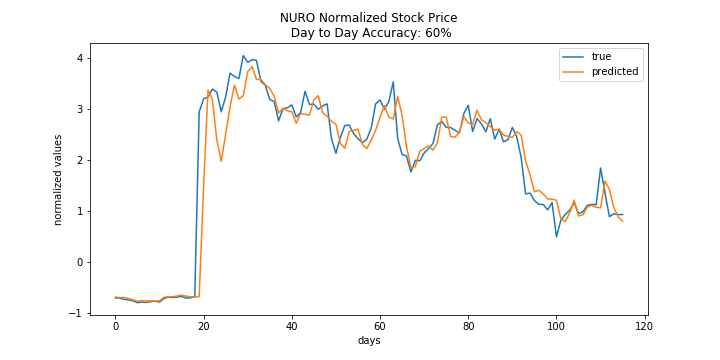 NURO Normalized Stock Price
Day to Day Accuracy: 60%
true
predicted
normalized values
4
3
2
1
0
−1
0
20
40
60
80
100
120
days